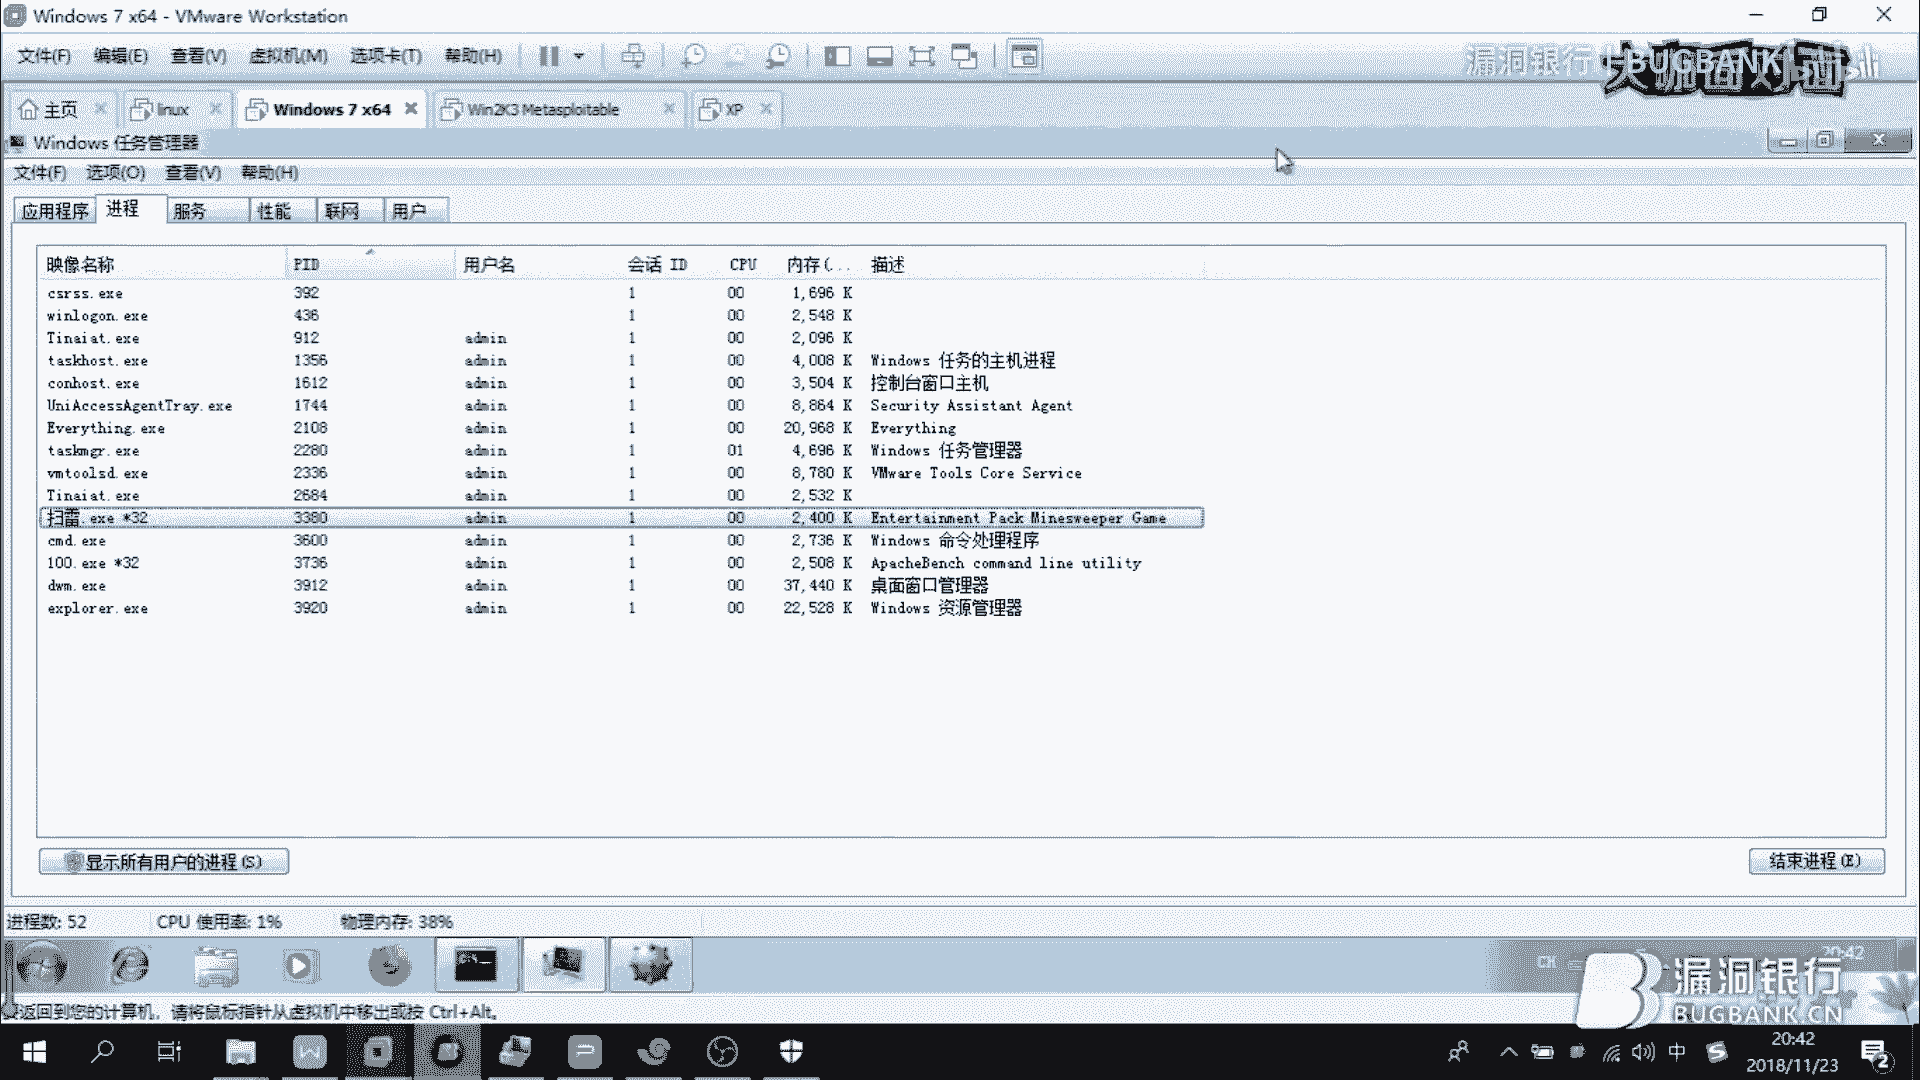 Windows 7 x64 - VMware Workstation
文件(F) 编辑(E) 查看(V) 虚拟机(M) 选项卡(T) 帮助(H)
漏洞银行 BUGBANK
大咖面对面
主页 linux Windows 7 x64 Win2K3 Metasploitable XP
Windows 任务管理器
文件(F) 选项(O) 查看(V) 帮助(H)
应用程序 进程 服务 性能 联网 用户
映像名称 PID 用户名 会话 ID CPU 内存(... 描述
csrss.exe 392 1 00 1,696 K
winlogon.exe 436 1 00 2,548 K
Tinaiat.exe 912 admin 1 00 2,096 K
taskhost.exe 1356 admin 1 00 4,008 K Windows 任务的主机进程
conhost.exe 1612 admin 1 00 3,504 K 控制台窗口主机
UniAccessAgentTray.exe 1744 admin 1 00 8,864 K Security Assistant Agent
Everything.exe 2108 admin 1 00 20,968 K Everything
taskmgr.exe 2280 admin 1 01 4,696 K Windows 任务管理器
vmtoolsd.exe 2336 admin 1 00 8,780 K VMware Tools Core Service
Tinaiat.exe 2684 admin 1 00 2,532 K
扫雷.exe *32 3380 admin 1 00 2,400 K Entertainment Pack Minesweeper Game
cmd.exe 3600 admin 1 00 2,736 K Windows 命令处理程序
100.exe *32 3736 admin 1 00 2,508 K ApacheBench command line utility
dwm.exe 3912 admin 1 00 37,440 K 桌面窗口管理器
explorer.exe 3920 admin 1 00 22,528 K Windows 资源管理器
显示所有用户的进程(S) 结束进程(E)
进程数: 52 CPU 使用率: 1% 物理内存: 38%
CH 20:42
漏洞银行
BUGBANK.CN
返回到您的计算机，请将鼠标指针从虚拟机中移出或按 Ctrl+Alt。
中 20:42
2018/11/23 2